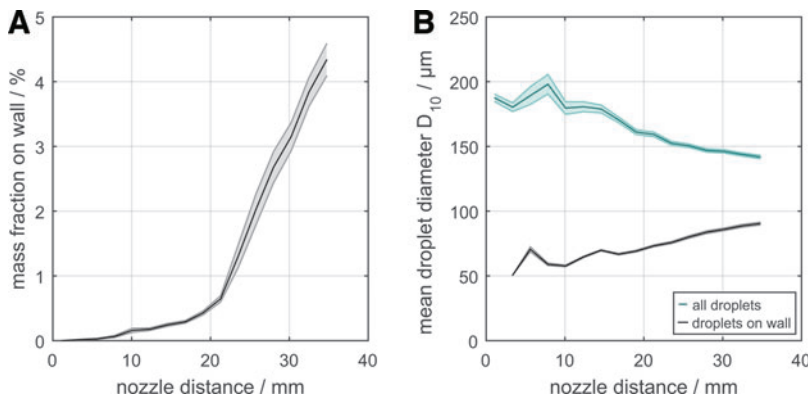 A
5
4
3
2
1
0
0
10
20
30
40
mass fraction on wall / %
nozzle distance / mm
B
250
200
150
100
50
0
0
10
20
30
40
mean droplet diameter D10 / µm
all droplets
droplets on wall
nozzle distance / mm